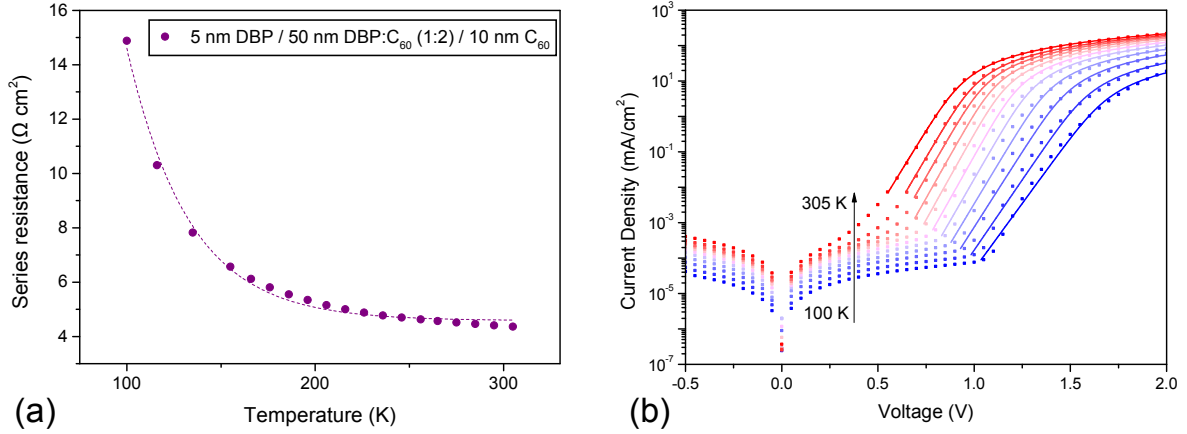 16
14
12
10
8
6
4
Series resistance (Ω cm²)
5 nm DBP / 50 nm DBP:C₆₀ (1:2) / 10 nm C₆₀
100
200
300
Temperature (K)
(a)
10³
10¹
10⁻¹
10⁻³
10⁻⁵
10⁻⁷
Current Density (mA/cm²)
305 K
100 K
-0.5
0.0
0.5
1.0
1.5
2.0
Voltage (V)
(b)